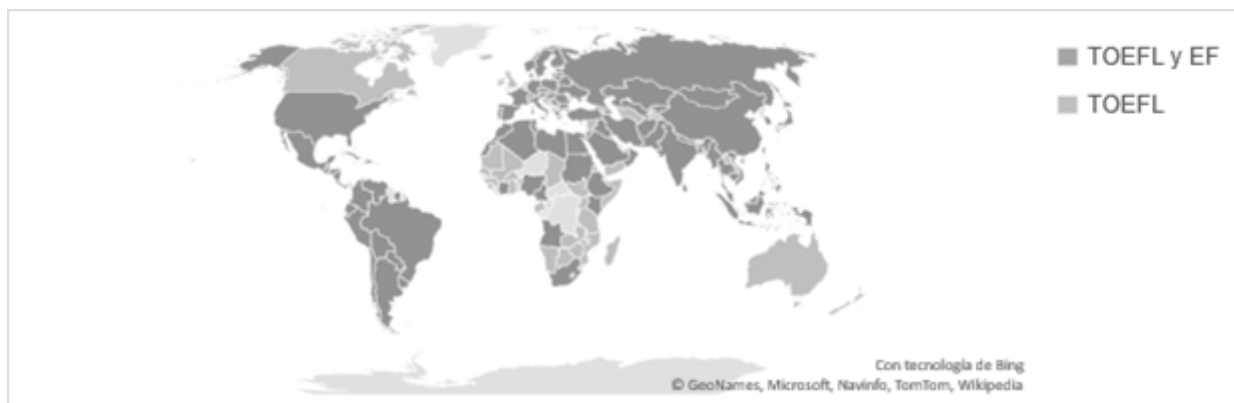 TOEFL y EF
TOEFL
Con tecnología de Bing
© GeoNames, Microsoft, Navinfo, TomTom, Wikipedia